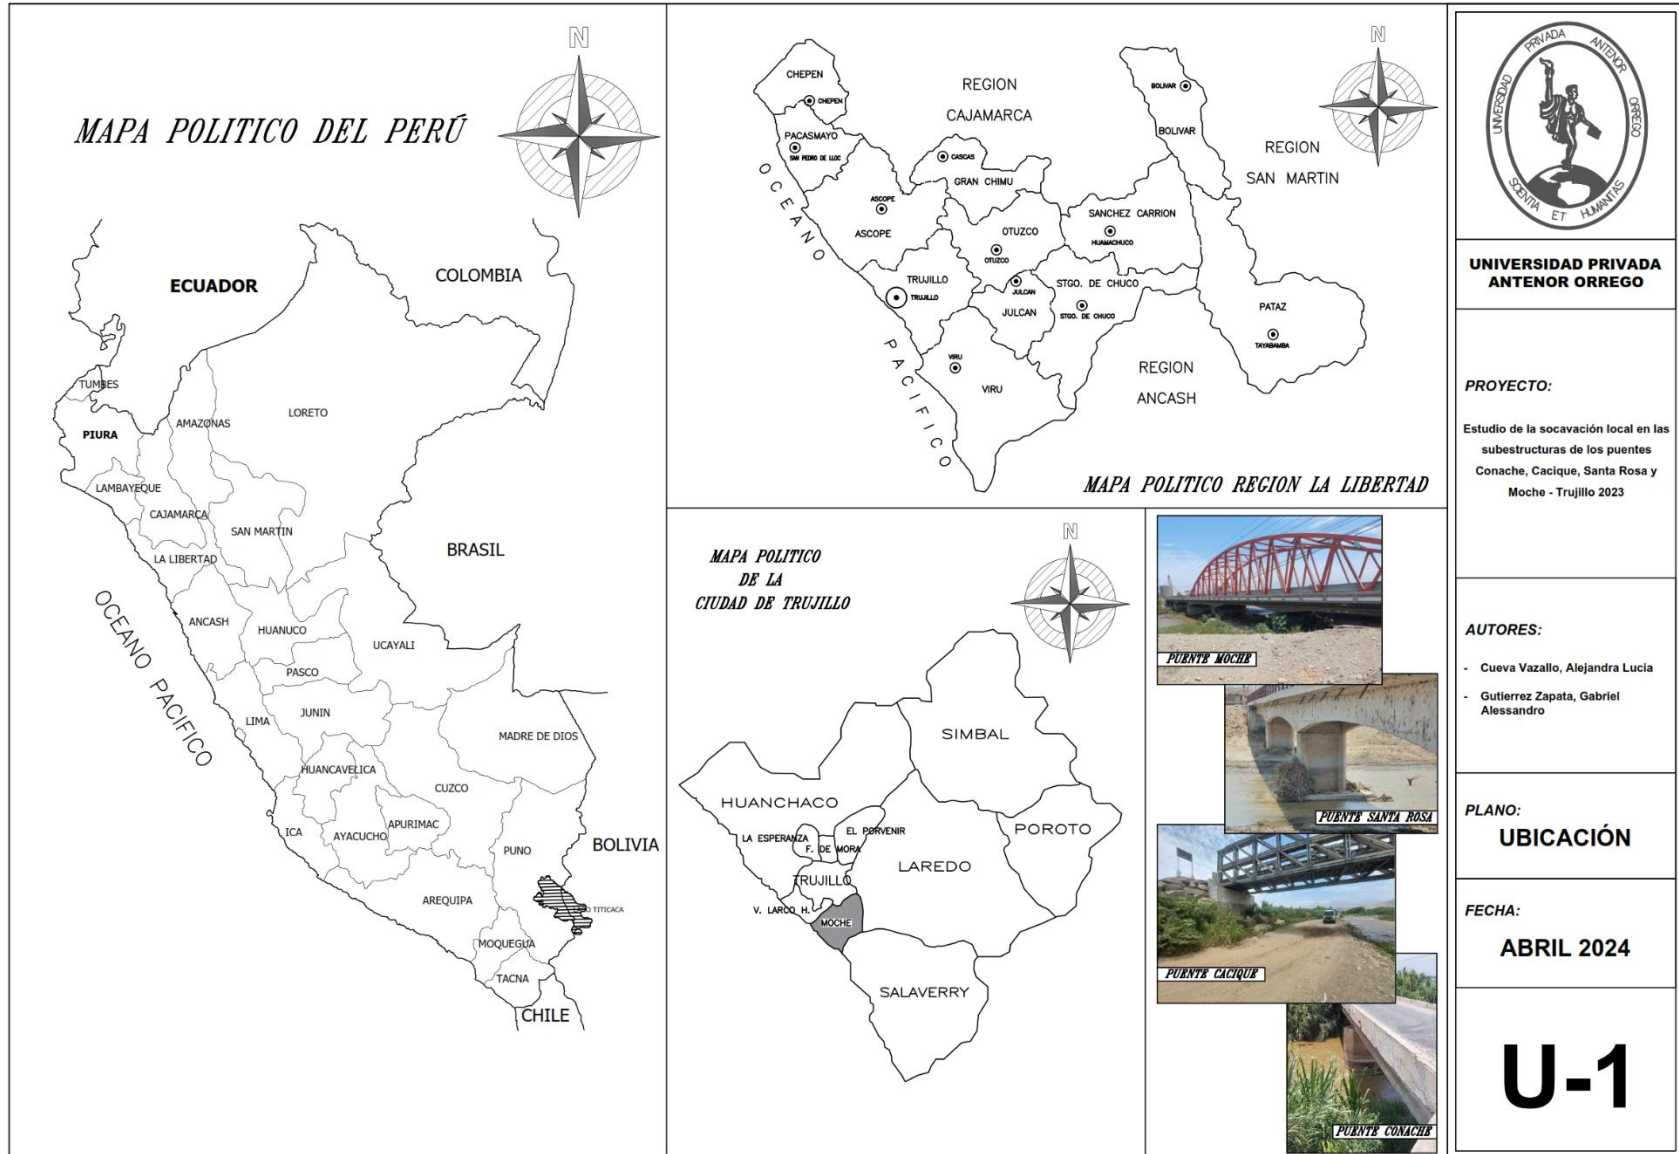 MAPA POLITICO DEL PERÚ
N
ECUADOR
COLOMBIA
TUMBES
PIURA
AMAZONAS
LORETO
LAMBAYEQUE
CAJAMARCA
SAN MARTIN
LA LIBERTAD
BRASIL
ANCASH
HUANUCO
UCAYALI
PASCO
OCEANO PACIFICO
LIMA
JUNIN
MADRE DE DIOS
HUANCAVELICA
CUZCO
ICA
AYACUCHO
APURIMAC
PUNO
BOLIVIA
AREQUIPA
TITICACA
MOQUEGUA
TACNA
CHILE
N
CHEPEN
CHEPEN
REGION
CAJAMARCA
BOLIVAR
BOLIVAR
PACASMAYO
SAN PEDRO DE LLOC
CASCAS
GRAN CHIMU
REGION
SAN MARTIN
OCEANO PACIFICO
ASCOPE
ASCOPE
OTUZCO
OTUZCO
SANCHEZ CARRION
HUAMACHUCO
TRUJILLO
TRUJILLO
JULCAN
JULCAN
STGO. DE CHUCO
STGO. DE CHUCO
PATAZ
TAYABAMBA
VIRU
VIRU
REGION
ANCASH
MAPA POLITICO REGION LA LIBERTAD
MAPA POLITICO
DE LA
CIUDAD DE TRUJILLO
N
SIMBAL
HUANCHACO
LA ESPERANZA
EL PORVENIR
F. DE MORA
POROTO
LAREDO
TRUJILLO
V. LARCO H.
MOCHE
SALAVERRY
PUENTE MOCHE
PUENTE SANTA ROSA
PUENTE CACIQUE
PUENTE CONACHE
UNIVERSIDAD PRIVADA ANTENOR ORREGO
SCIENTIA ET HUMANITAS
UNIVERSIDAD PRIVADA
ANTENOR ORREGO
PROYECTO:
Estudio de la socavación local en las
subestructuras de los puentes
Conache, Cacique, Santa Rosa y
Moche - Trujillo 2023
AUTORES:
- Cueva Vazallo, Alejandra Lucia
- Gutierrez Zapata, Gabriel
Alessandro
PLANO:
UBICACIÓN
FECHA:
ABRIL 2024
U-1